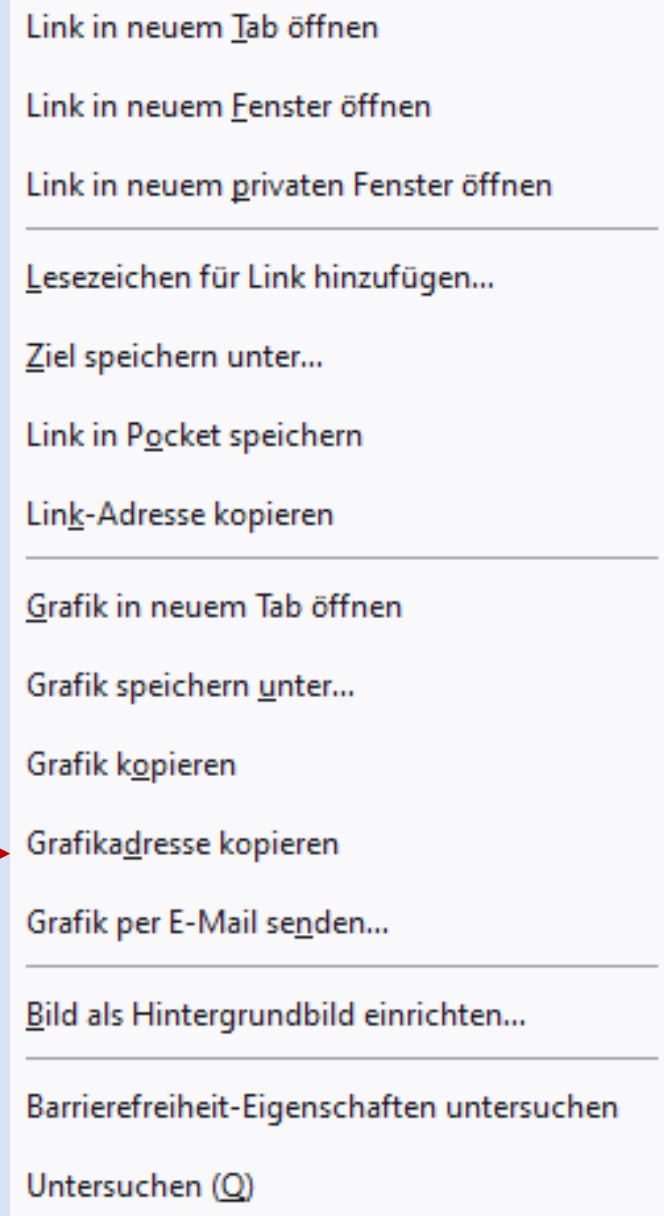 Link in neuem Tab öffnen
Link in neuem Fenster öffnen
Link in neuem privaten Fenster öffnen
Lesezeichen für Link hinzufügen...
Ziel speichern unter...
Link in Pocket speichern
Link-Adresse kopieren
Grafik in neuem Tab öffnen
Grafik speichern unter...
Grafik kopieren
Grafikadresse kopieren
Grafik per E-Mail senden...
Bild als Hintergrundbild einrichten...
Barrierefreiheit-Eigenschaften untersuchen
Untersuchen (Q)